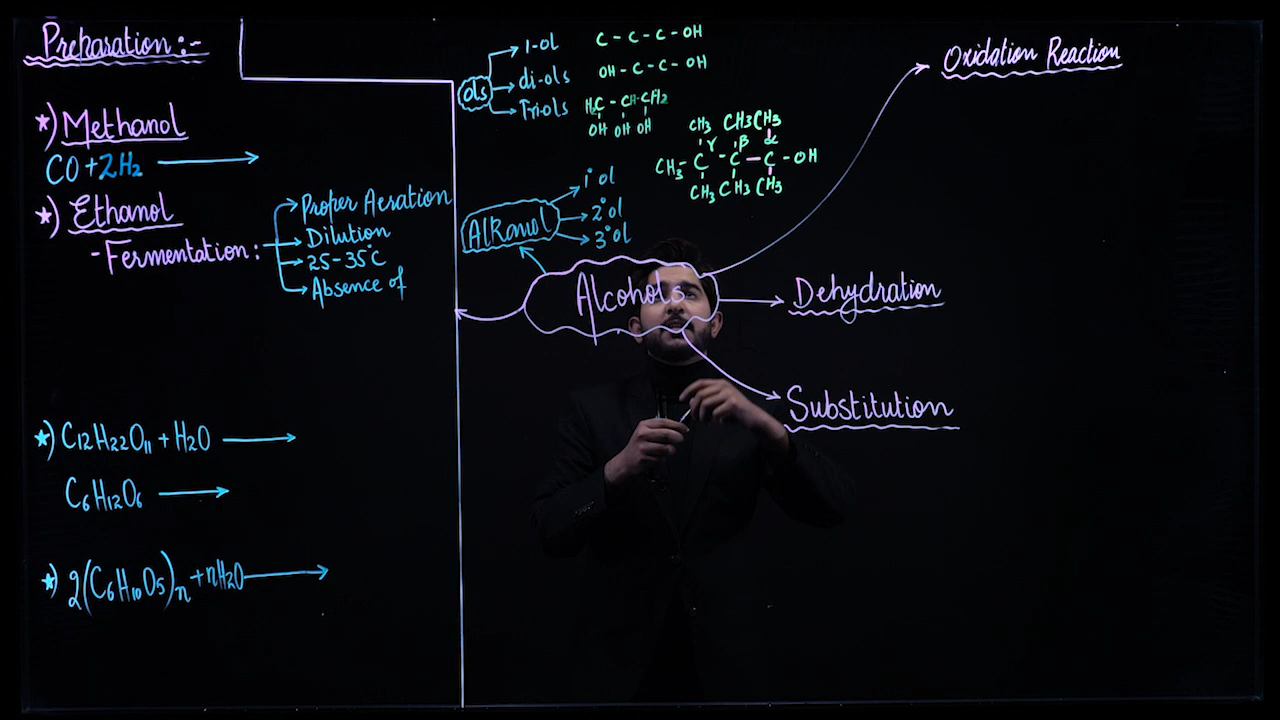 Preparation :-
*) Methanol
CO + 2H2 →
*) Ethanol
- Fermentation :
→ Proper Aeration
→ Dilution
→ 25-35°C
→ Absence of
*) C12H22O11 + H2O →
C6H12O6 →
*) 2(C6H10O5)n + nH2O →
ols
→ 1-ol
→ di-ols
→ Tri-ols
C - C - C - OH
OH - C - C - OH
H2C - CH - CH2
OH OH OH
CH3 CH3 CH3
γ β α
CH3 - C - C - C - OH
CH3 CH3 CH3
Alkanol
→ 1° ol
→ 2° ol
→ 3° ol
Alcohols
Oxidation Reaction
Dehydration
Substitution